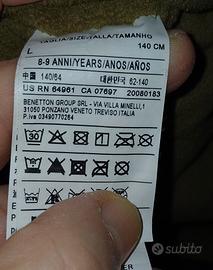 TAGLIA/SIZE/TALLA/TAMANHO
L 140 CM
8-9 ANNI/YEARS/ANOS/AÑOS
中国 140/64 대한민국 62-140
US RN 64961 CA 07697 20080183
BENETTON GROUP SRL - VIA VILLA MINELLI,1
31050 PONZANO VENETO TREVISO ITALIA
P.iva 03490770264
30
subito